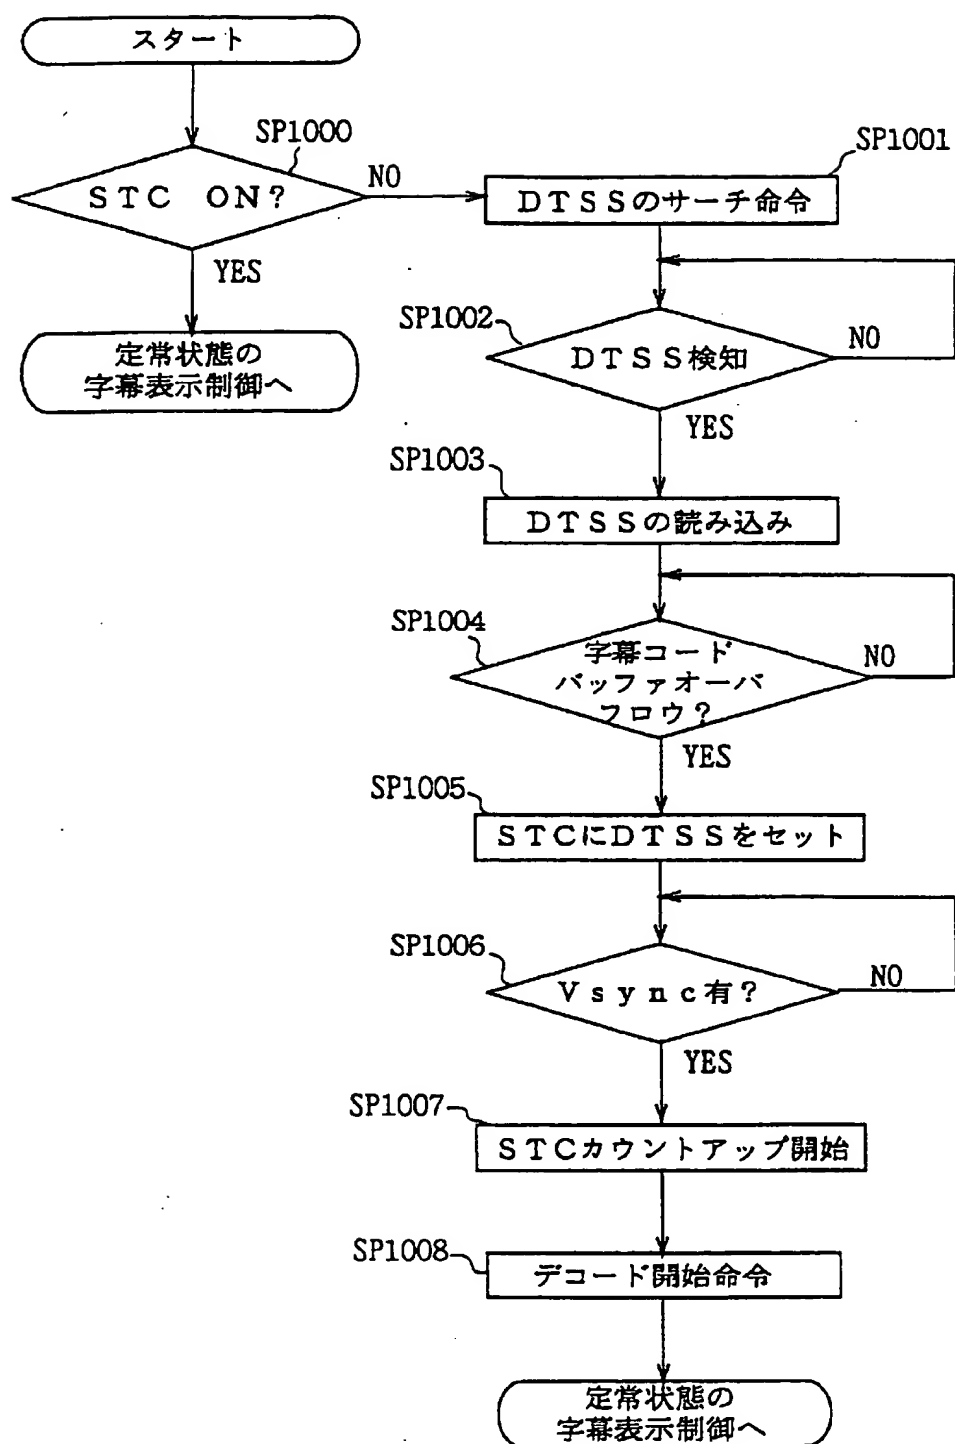 スタート
SP1000
STC ON?
NO
YES
定常状態の
字幕表示制御へ
SP1001
DTSSのサーチ命令
SP1002
DTSS検知
NO
YES
SP1003
DTSSの読み込み
SP1004
字幕コード
バッファオーバ
フロウ?
NO
YES
SP1005
STCにDTSSをセット
SP1006
Vsync有?
NO
YES
SP1007
STCカウントアップ開始
SP1008
デコード開始命令
定常状態の
字幕表示制御へ